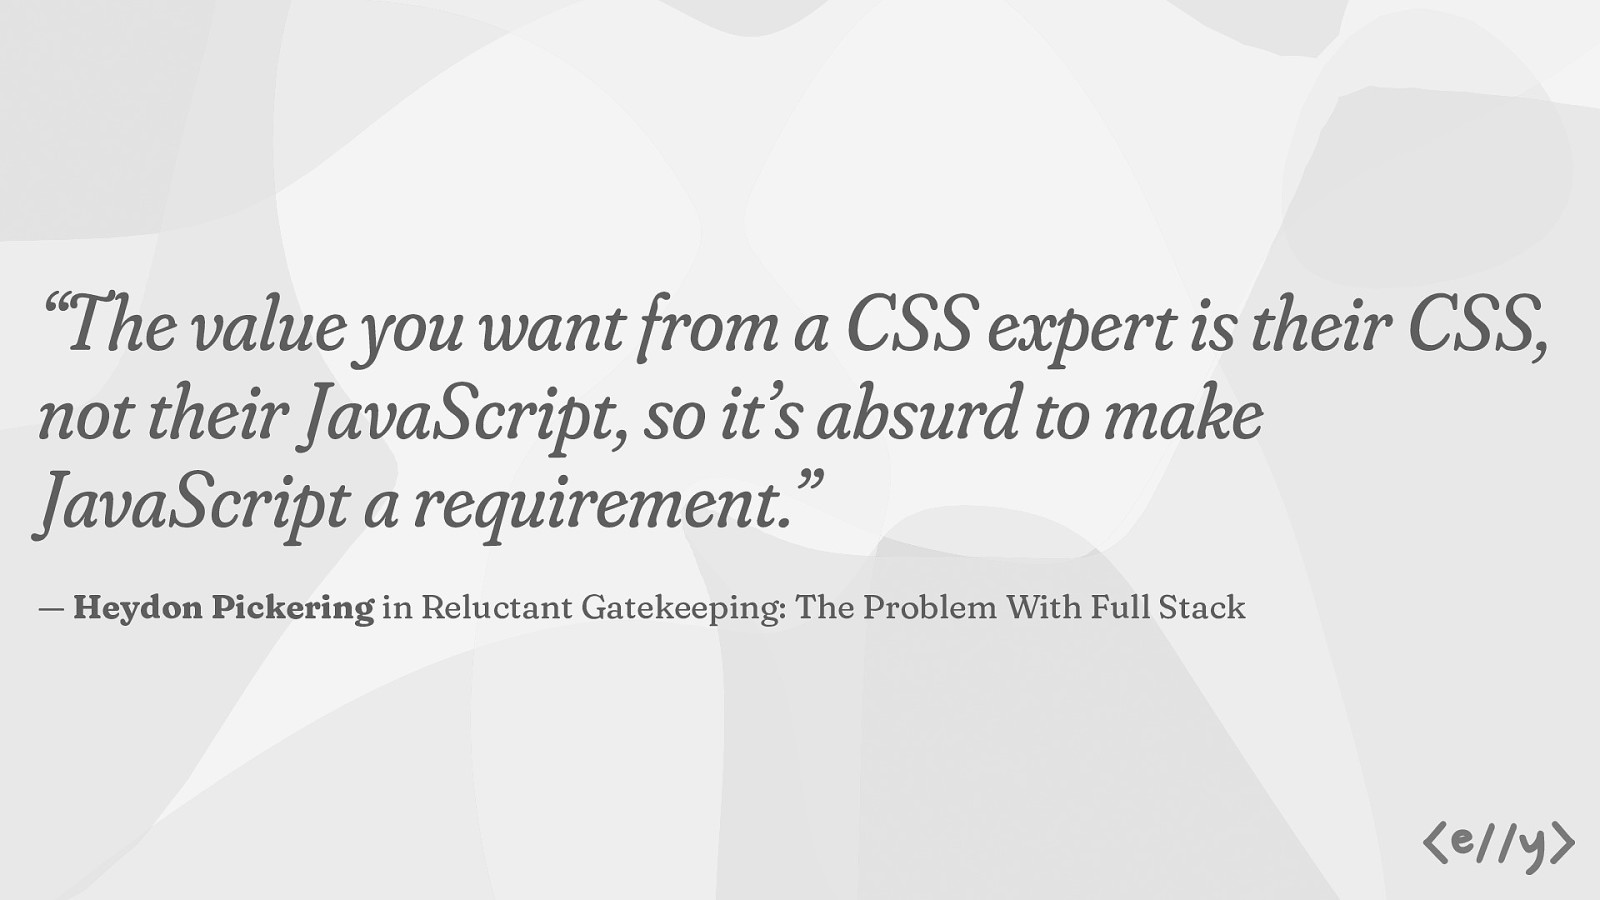 “The value you want from a CSS expert is their CSS,
not their JavaScript, so it’s absurd to make
JavaScript a requirement.”
— Heydon Pickering in Reluctant Gatekeeping: The Problem With Full Stack
<e//y>